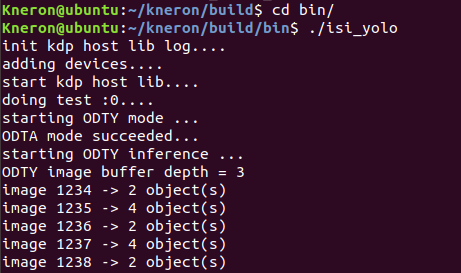 Kneron@ubuntu:~/kneron/build$ cd bin/
Kneron@ubuntu:~/kneron/build/bin$ ./isi_yolo
init kdp host lib log....
adding devices....
start kdp host lib....
doing test :0....
starting ODTY mode ...
ODTA mode succeeded...
starting ODTY inference ...
ODTY image buffer depth = 3
image 1234 -> 2 object(s)
image 1235 -> 4 object(s)
image 1236 -> 2 object(s)
image 1237 -> 4 object(s)
image 1238 -> 2 object(s)